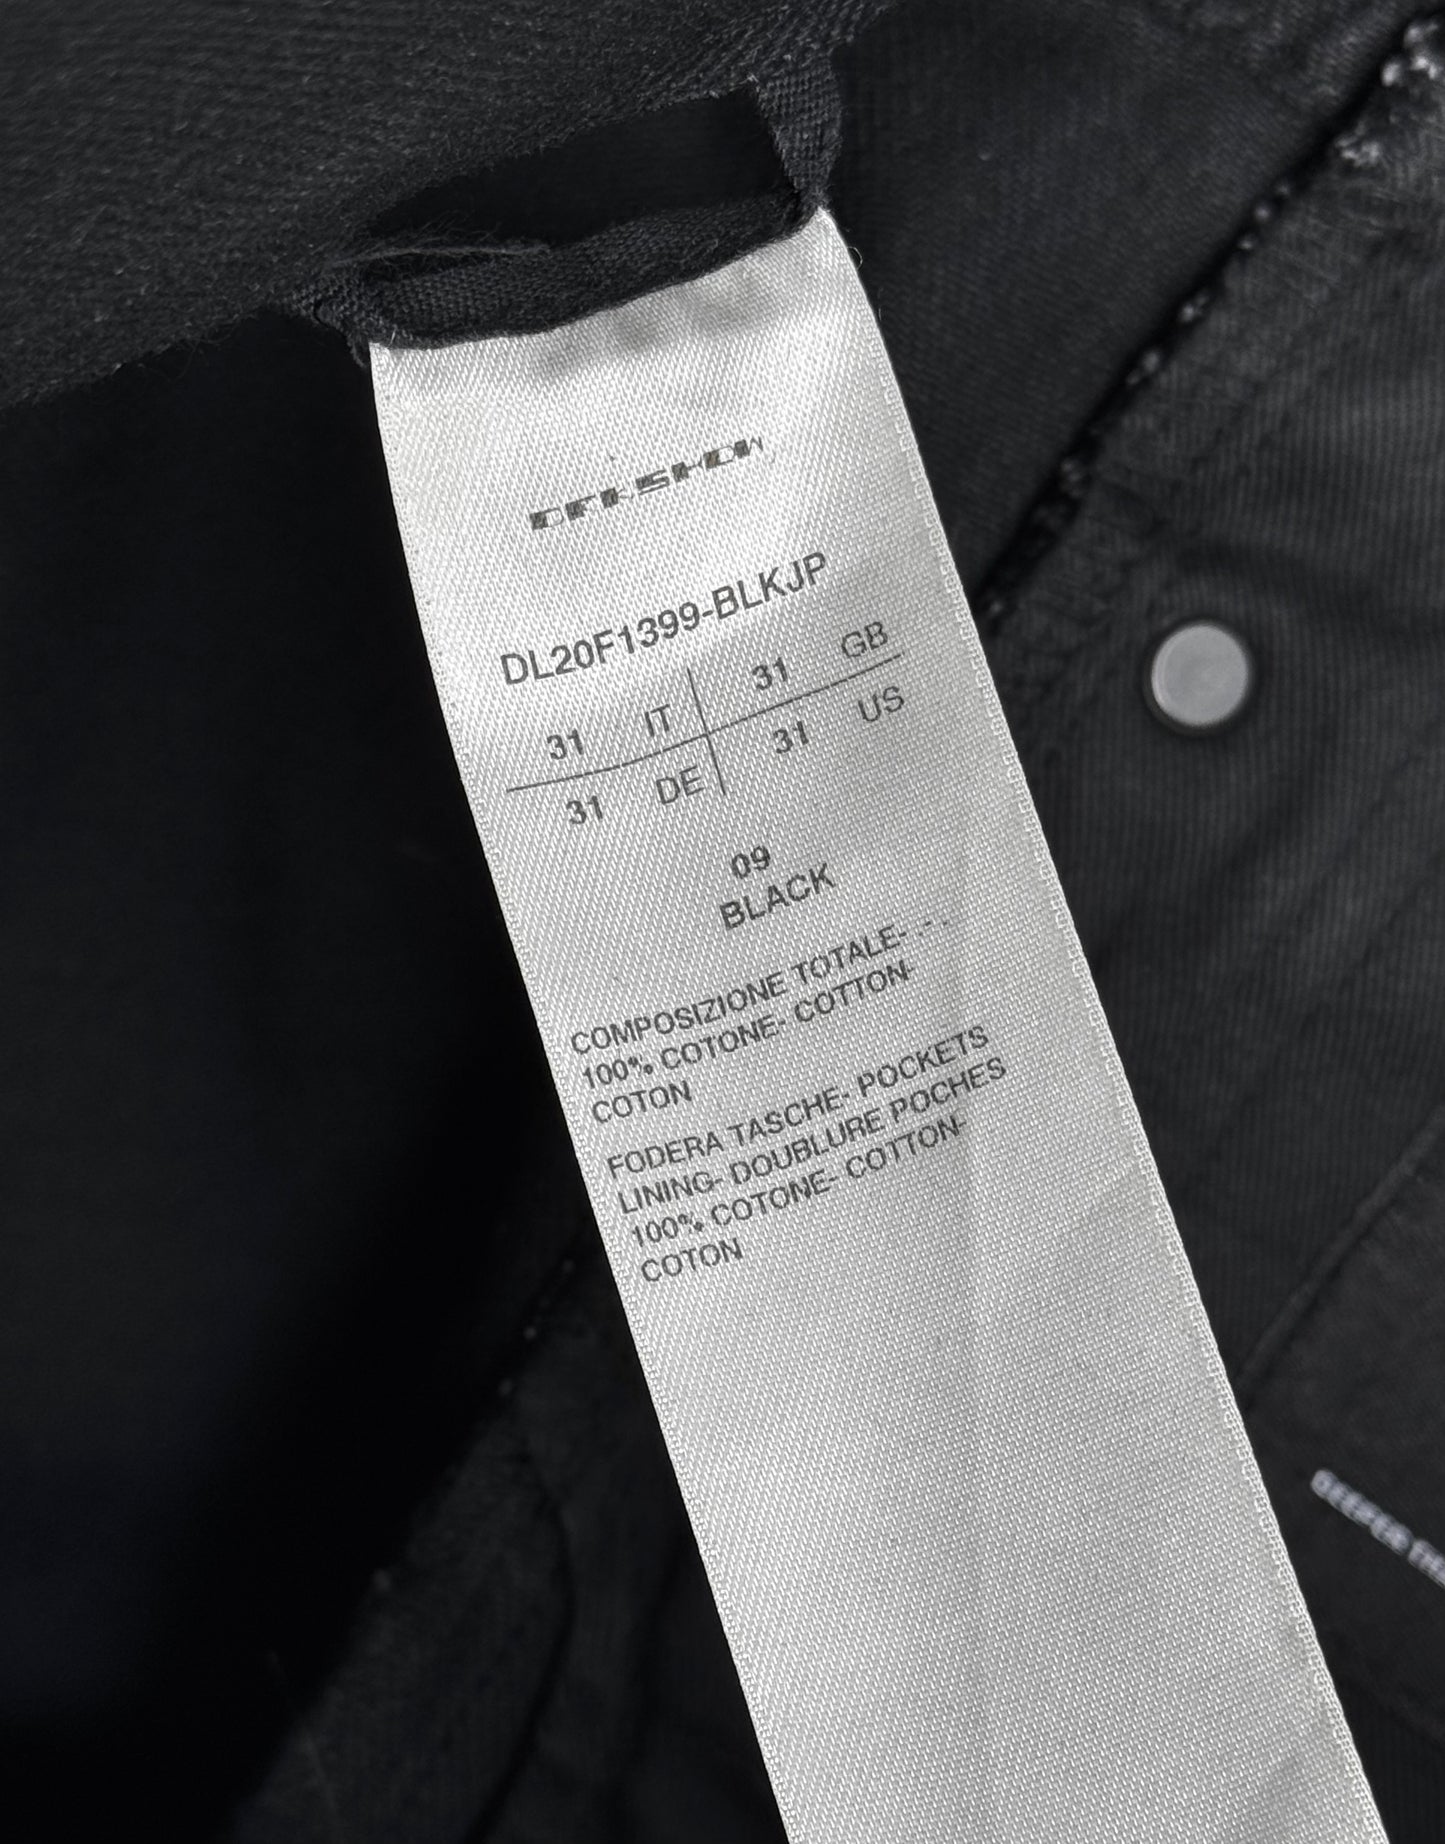 DRKSHDW
DL20F1399-BLKJP
31 IT 31 GB
31 DE 31 US
09
BLACK
COMPOSIZIONE TOTALE- - -
100% COTONE- COTTON-
COTON
FODERA TASCHE- POCKETS
LINING- DOUBLURE POCHES
100% COTONE- COTTON-
COTON